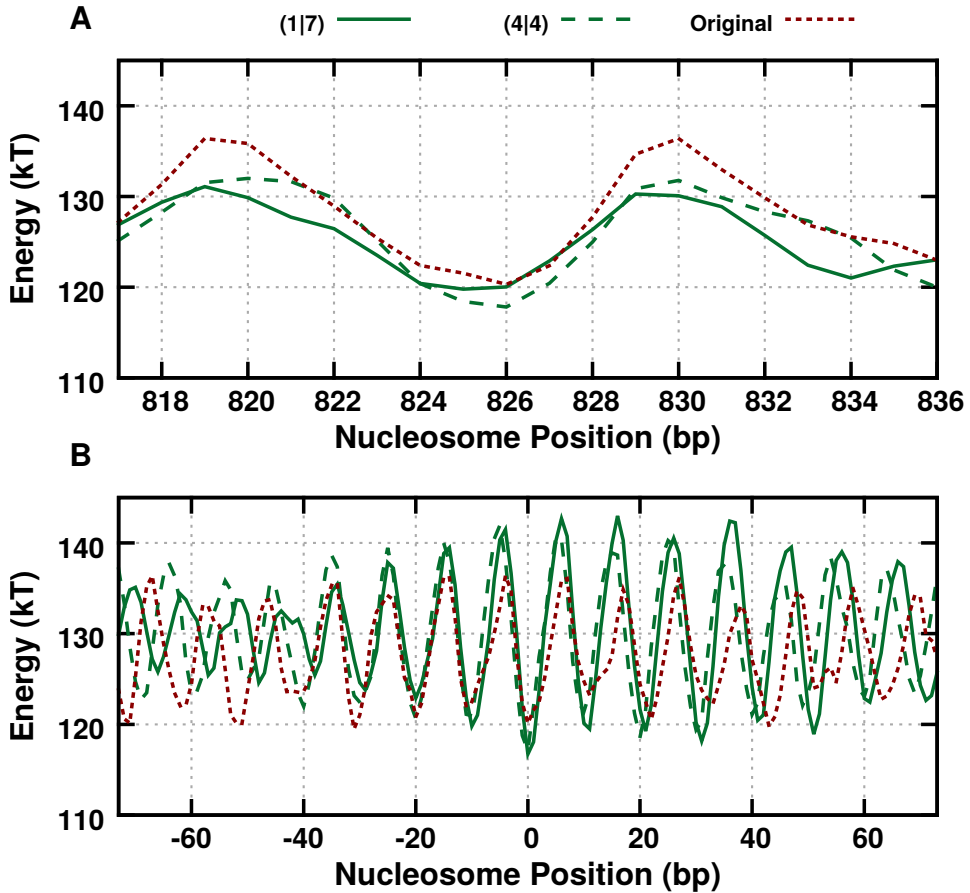 A
(1|7) (4|4) Original
Energy (kT)
140
130
120
110
818 820 822 824 826 828 830 832 834 836
Nucleosome Position (bp)
B
Energy (kT)
140
130
120
110
-60 -40 -20 0 20 40 60
Nucleosome Position (bp)